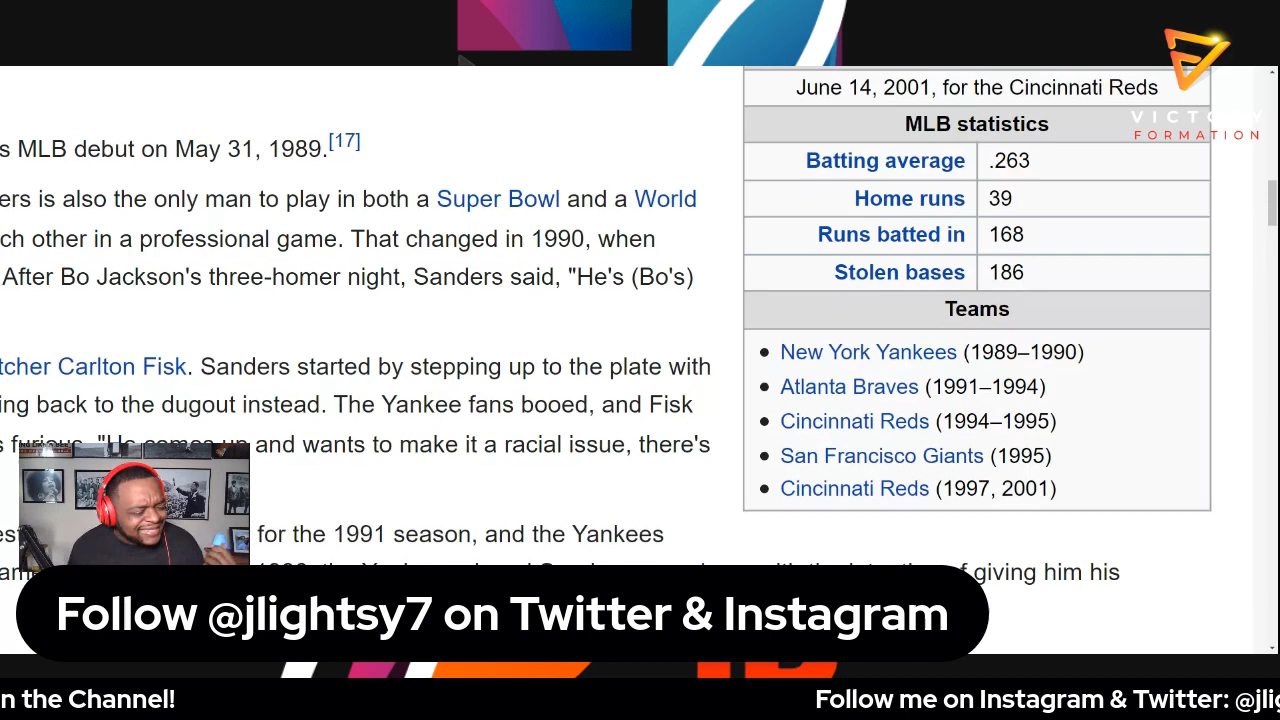 June 14, 2001, for the Cincinnati Reds
VICTORY
FORMATION
MLB statistics
s MLB debut on May 31, 1989.[17]
Batting average .263
ers is also the only man to play in both a Super Bowl and a World
Home runs 39
ch other in a professional game. That changed in 1990, when
Runs batted in 168
After Bo Jackson's three-homer night, Sanders said, "He's (Bo's)
Stolen bases 186
Teams
tcher Carlton Fisk. Sanders started by stepping up to the plate with
• New York Yankees (1989–1990)
ing back to the dugout instead. The Yankee fans booed, and Fisk
• Atlanta Braves (1991–1994)
• Cincinnati Reds (1994–1995)
s furious. "He comes up and wants to make it a racial issue, there's
• San Francisco Giants (1995)
• Cincinnati Reds (1997, 2001)
for the 1991 season, and the Yankees
giving him his
Follow @jlightsy7 on Twitter & Instagram
n the Channel!
Follow me on Instagram & Twitter: @jlig